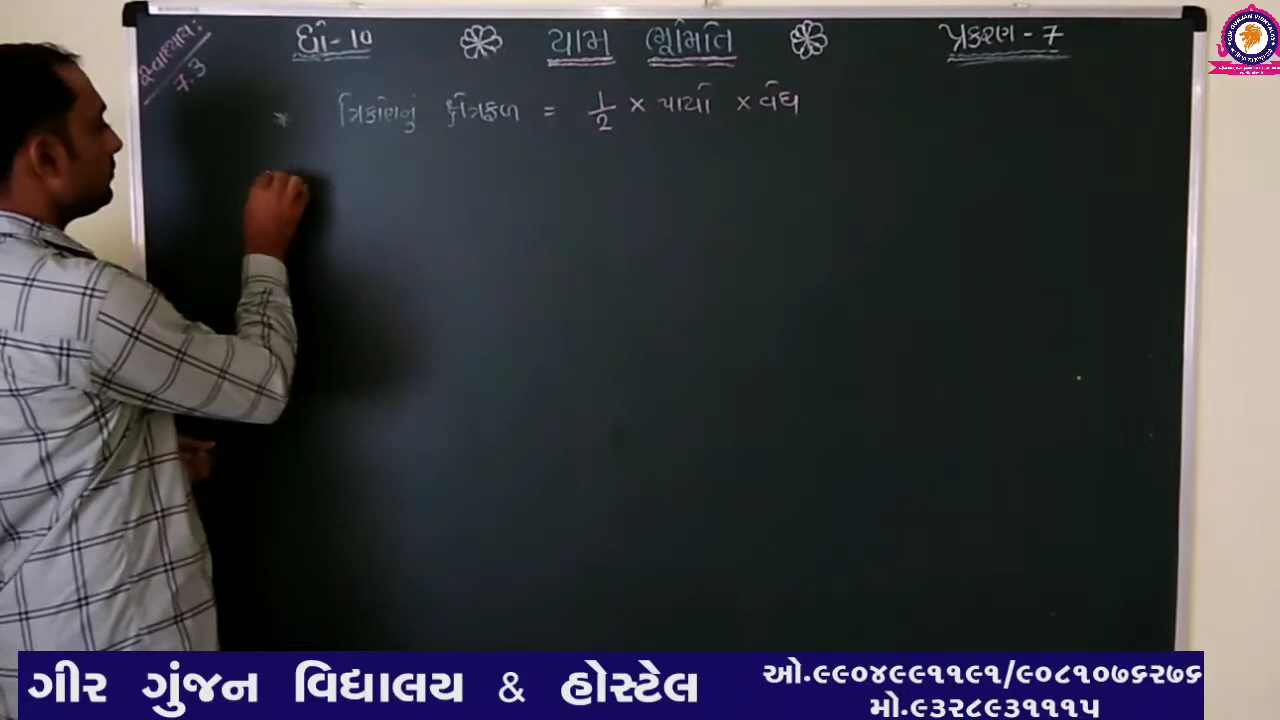 સ્વાધ્યાય:
7.3
ધો-10 યામ ભૂમિતિ પ્રકરણ - 7
* ત્રિકોણનું ક્ષેત્રફળ = 1/2 × પાયો × વેધ
ગીર ગુંજન વિદ્યાલય & હોસ્ટેલ
ઓ.૯૯૦૪૯૯૧૧૯૧/૯૦૮૧૦૭૬૨૭૬
મો.૯૩૨૮૯૩૧૧૧૫